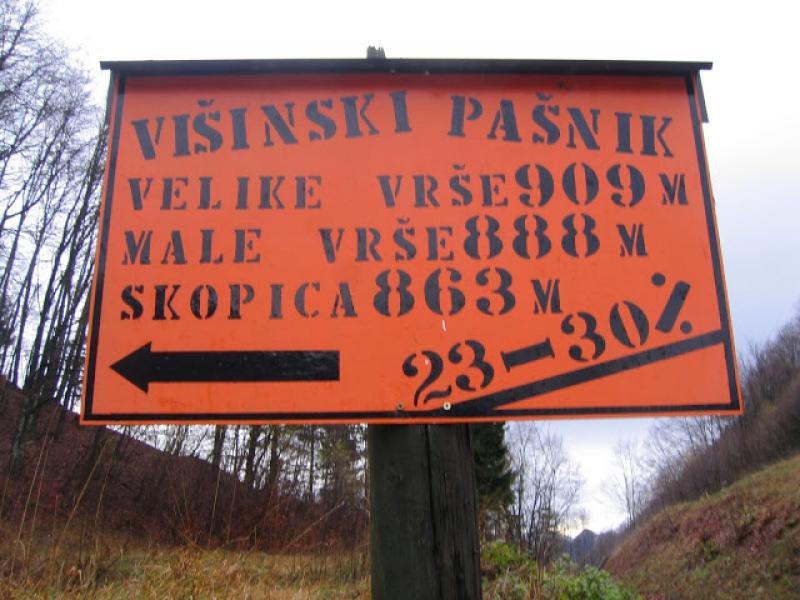 VIŠINSKI PAŠNIK
VELIKE VRŠE 909 M
MALE VRŠE 888 M
SKOPICA 863 M
23-30%